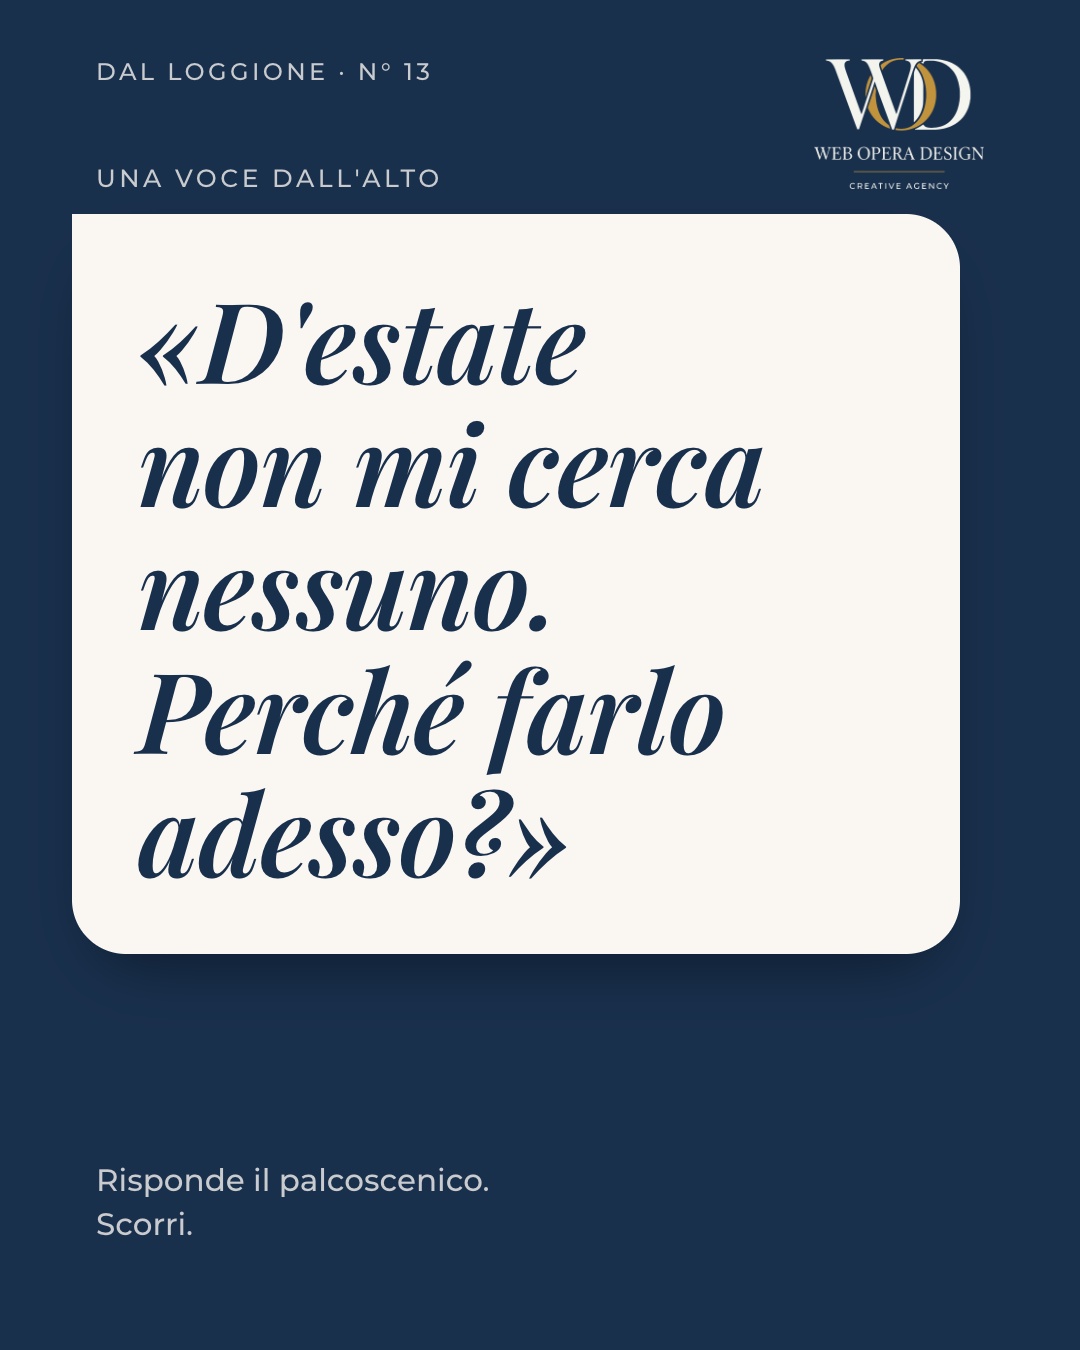 DAL LOGGIONE · N° 13
WOD
WEB OPERA DESIGN
CREATIVE AGENCY
UNA VOCE DALL'ALTO
«D'estate
non mi cerca
nessuno.
Perché farlo
adesso?»
Risponde il palcoscenico.
Scorri.